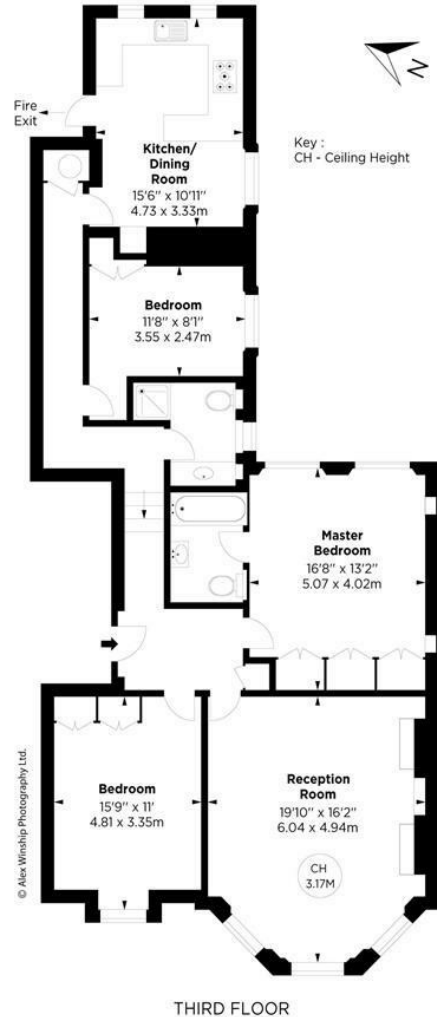 Fire
Exit
Kitchen/
Dining
Room
15'6'' x 10'11''
4.73 x 3.33m
N
Key :
CH - Ceiling Height
Bedroom
11'8'' x 8'1''
3.55 x 2.47m
Master
Bedroom
16'8'' x 13'2''
5.07 x 4.02m
Bedroom
15'9'' x 11'
4.81 x 3.35m
Reception
Room
19'10'' x 16'2''
6.04 x 4.94m
CH
3.17M
© Alex Winship Photography Ltd.
THIRD FLOOR